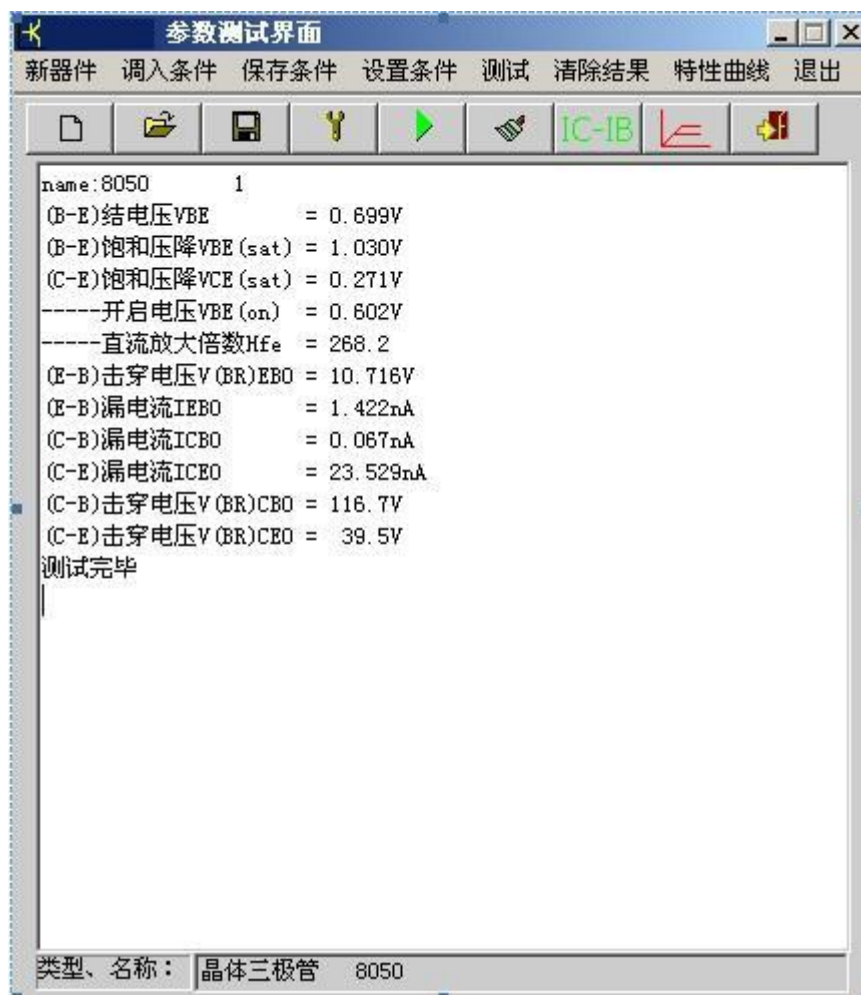 参数测试界面
新器件 调入条件 保存条件 设置条件 测试 清除结果 特性曲线 退出
IC-IB
name:8050 1
(B-E)结电压VBE = 0.699V
(B-E)饱和压降VBE(sat) = 1.030V
(C-E)饱和压降VCE(sat) = 0.271V
-----开启电压VBE(on) = 0.602V
-----直流放大倍数Hfe = 268.2
(E-B)击穿电压V(BR)EBO = 10.716V
(E-B)漏电流IEBO = 1.422nA
(C-B)漏电流ICBO = 0.067nA
(C-E)漏电流ICEO = 23.529nA
(C-B)击穿电压V(BR)CBO = 116.7V
(C-E)击穿电压V(BR)CEO = 39.5V
测试完毕
类型、名称： 晶体三极管 8050